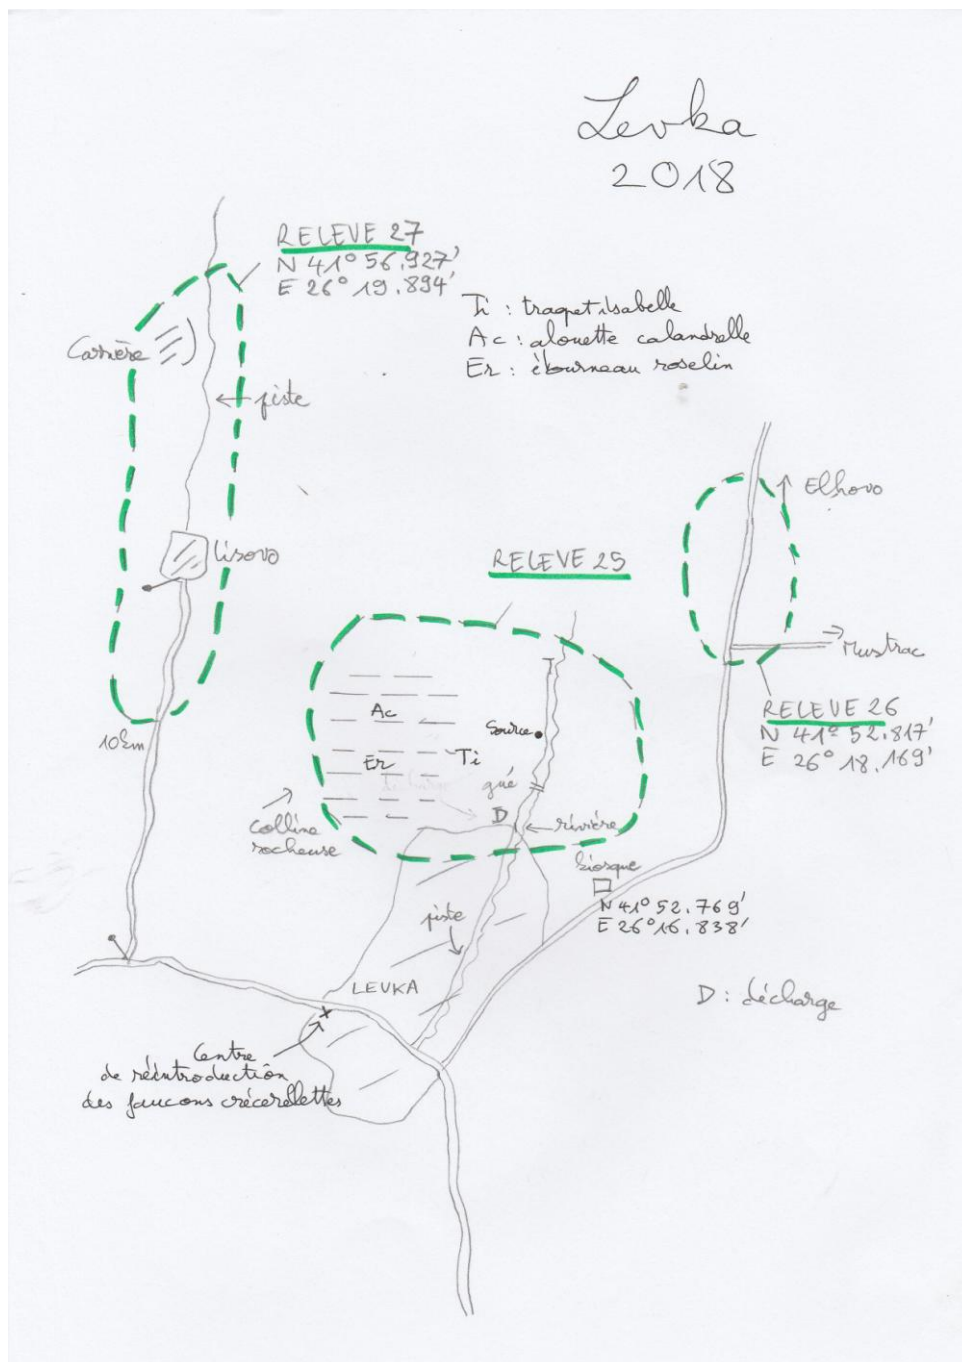 Levka
2018
RELEVE 27
N 41° 56.927'
E 26° 19.894'
Ti : traquet isabelle
Ac : alouette calandrelle
Er : étourneau roselin
Carrière
piste
Elhovo
Lisovo
RELEVE 25
Mustrac
RELEVE 26
N 41° 52.817'
E 26° 18.169'
10km
Ac
Source
Er
Ti
gué
D
rivière
Colline
rocheuse
kiosque
N 41° 52.769'
E 26° 16.838'
piste
LEVKA
D : décharge
Centre
de réintroduction
des faucons crécerellettes